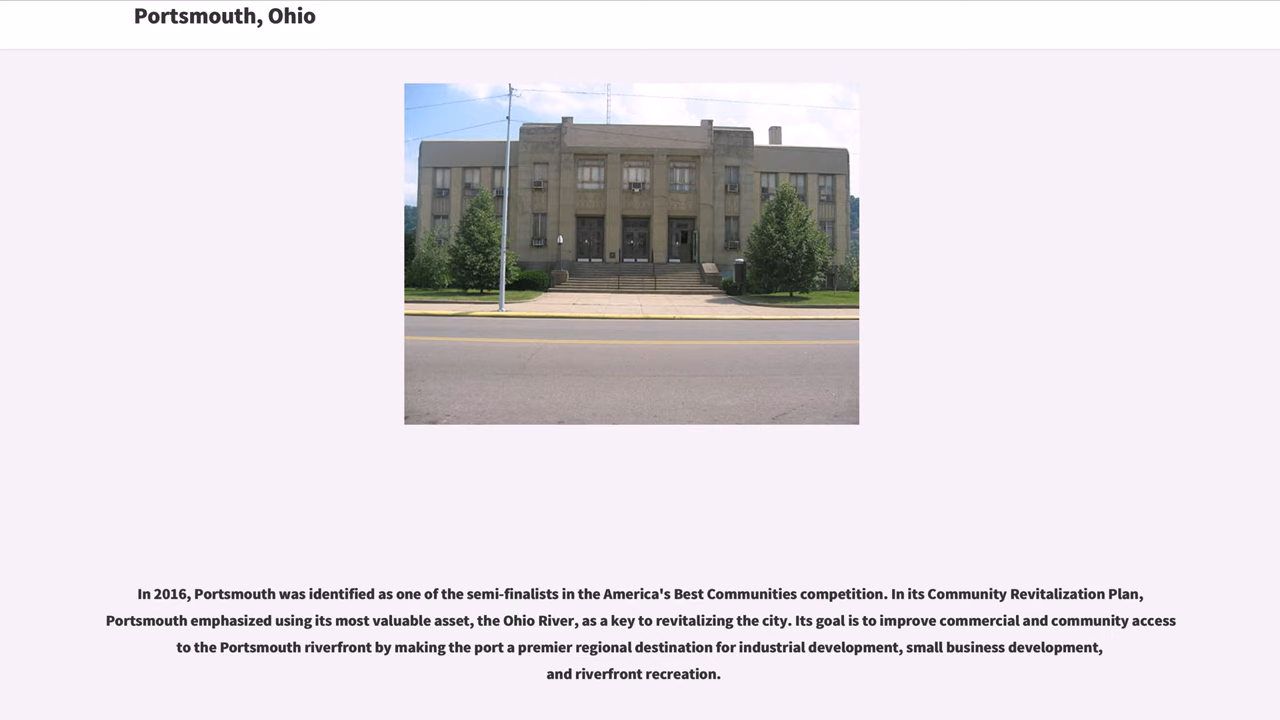 Portsmouth, Ohio
In 2016, Portsmouth was identified as one of the semi-finalists in the America's Best Communities competition. In its Community Revitalization Plan,
Portsmouth emphasized using its most valuable asset, the Ohio River, as a key to revitalizing the city. Its goal is to improve commercial and community access
to the Portsmouth riverfront by making the port a premier regional destination for industrial development, small business development,
and riverfront recreation.